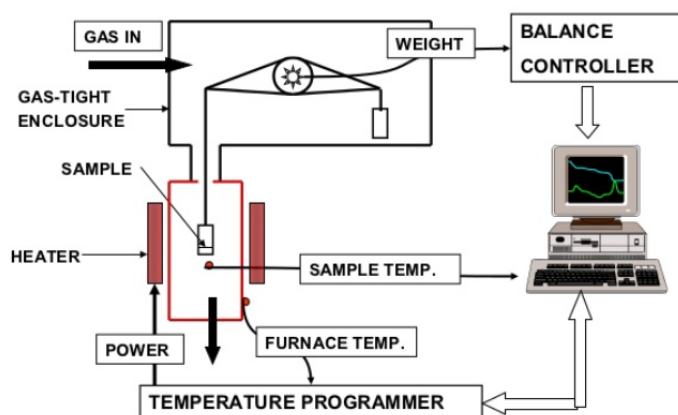 GAS IN
WEIGHT
BALANCE
CONTROLLER
GAS-TIGHT
ENCLOSURE
SAMPLE
HEATER
SAMPLE TEMP.
POWER
FURNACE TEMP.
TEMPERATURE PROGRAMMER